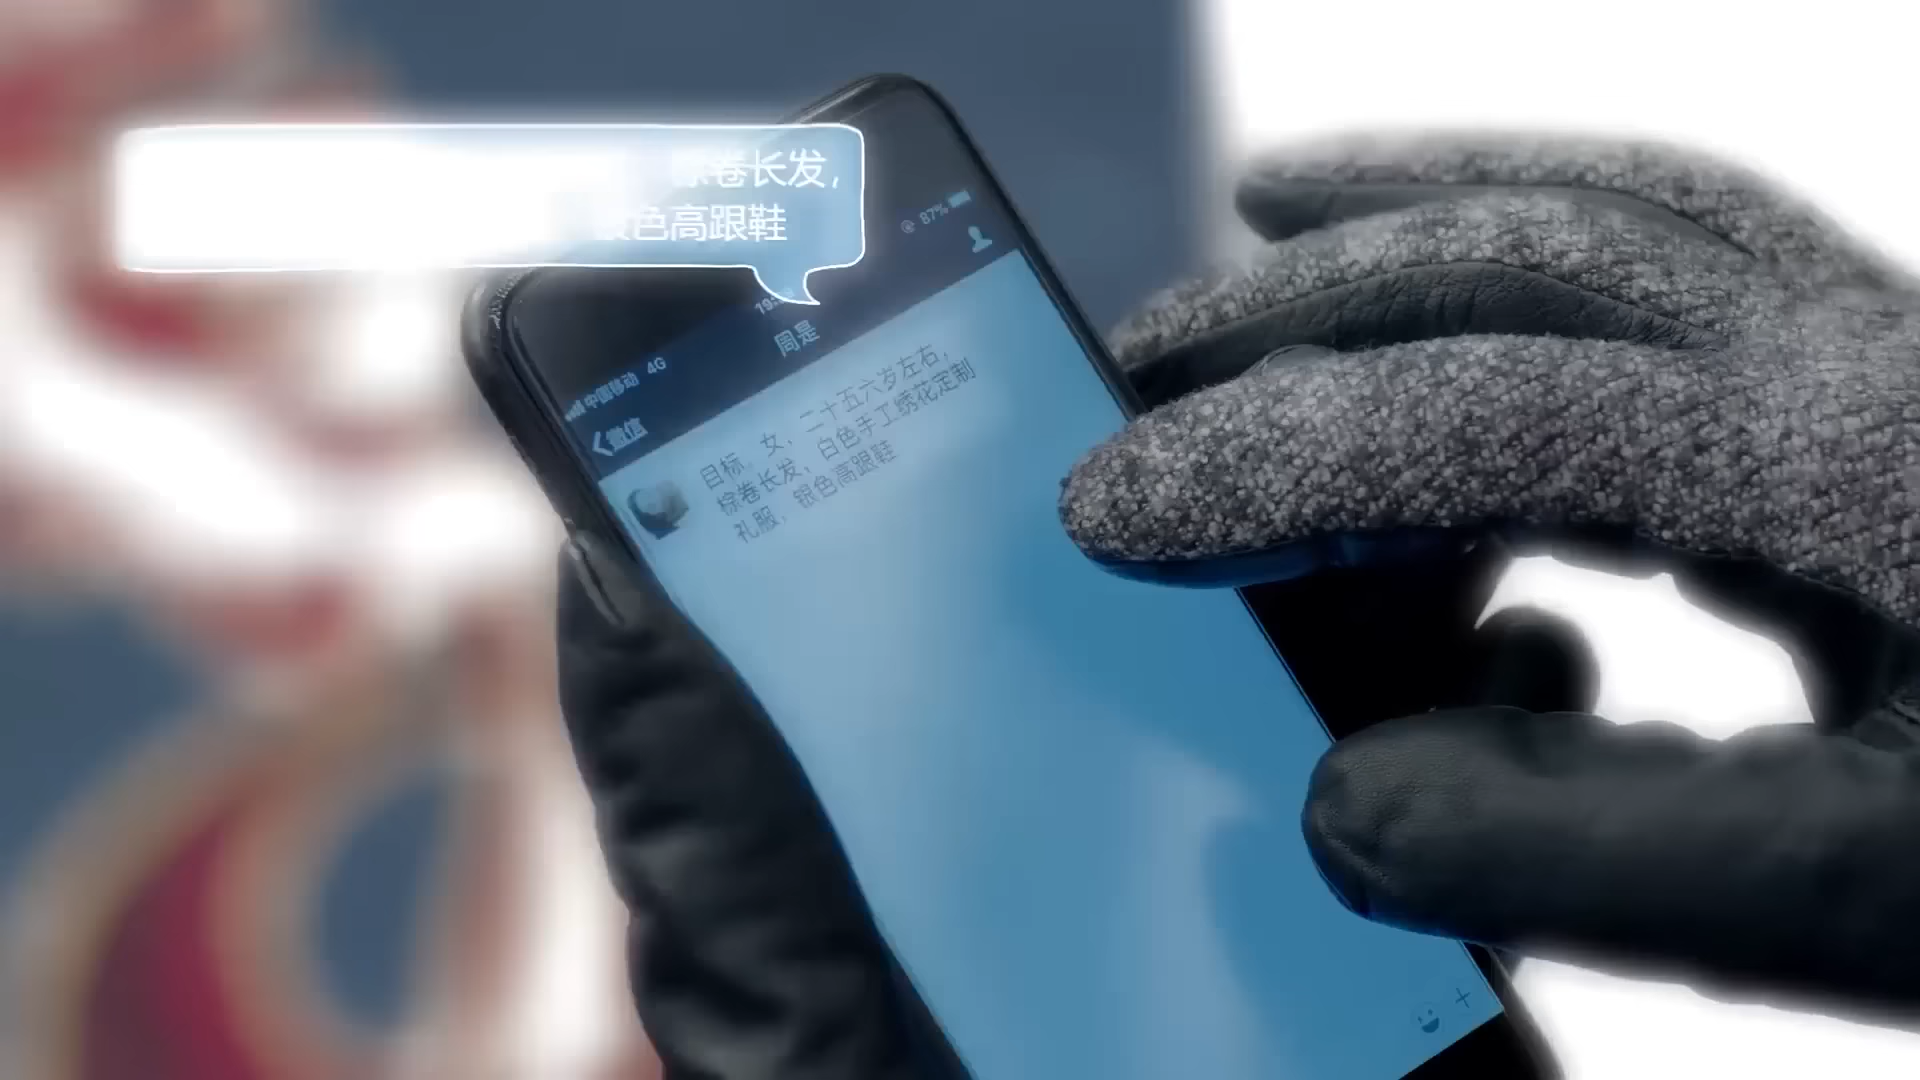 棕卷长发，
银色高跟鞋
87%
中国移动 4G
周是
微信
目标，女，二十五六岁左右，
棕卷长发，白色手工绣花定制
礼服，银色高跟鞋